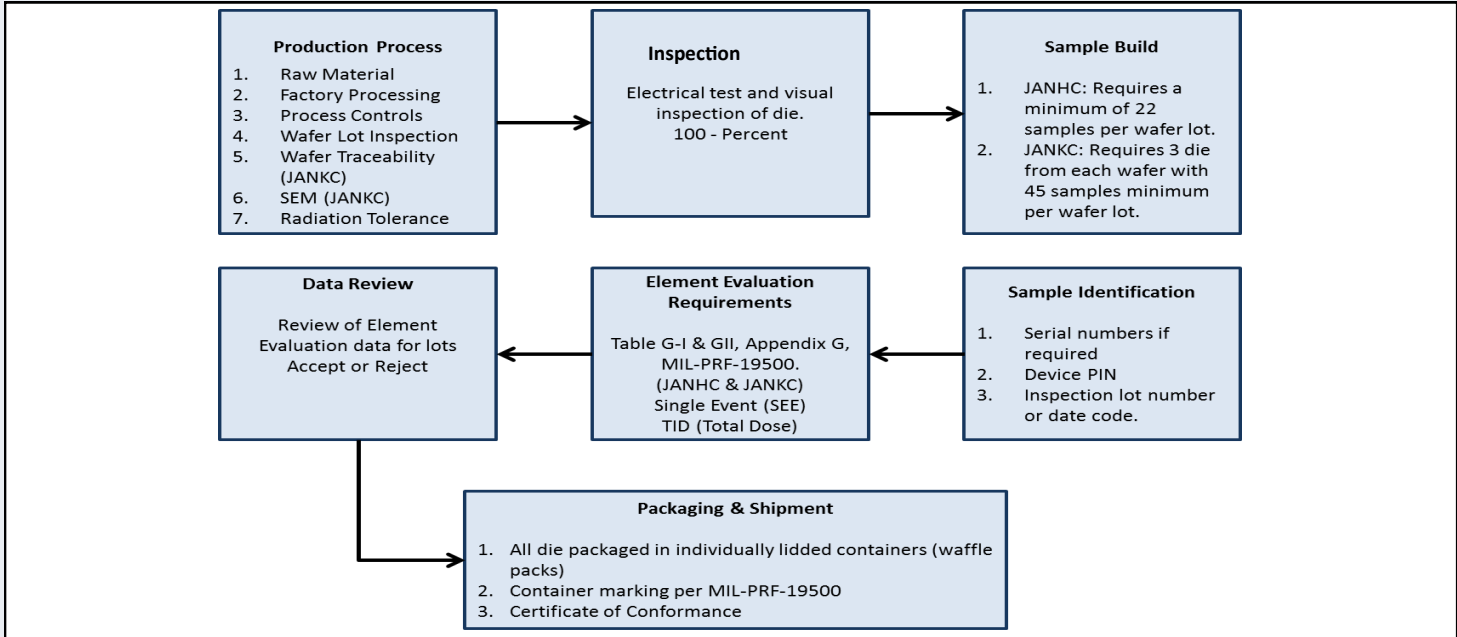 Production Process
1. Raw Material
2. Factory Processing
3. Process Controls
4. Wafer Lot Inspection
5. Wafer Traceability
(JANKC)
6. SEM (JANKC)
7. Radiation Tolerance
Inspection
Electrical test and visual
inspection of die.
100 - Percent
Sample Build
1. JANHC: Requires a
minimum of 22
samples per wafer lot.
2. JANKC: Requires 3 die
from each wafer with
45 samples minimum
per wafer lot.
Data Review
Review of Element
Evaluation data for lots
Accept or Reject
Element Evaluation
Requirements
Table G-I & GII, Appendix G,
MIL-PRF-19500.
(JANHC & JANKC)
Single Event (SEE)
TID (Total Dose)
Sample Identification
1. Serial numbers if
required
2. Device PIN
3. Inspection lot number
or date code.
Packaging & Shipment
1. All die packaged in individually lidded containers (waffle
packs)
2. Container marking per MIL-PRF-19500
3. Certificate of Conformance